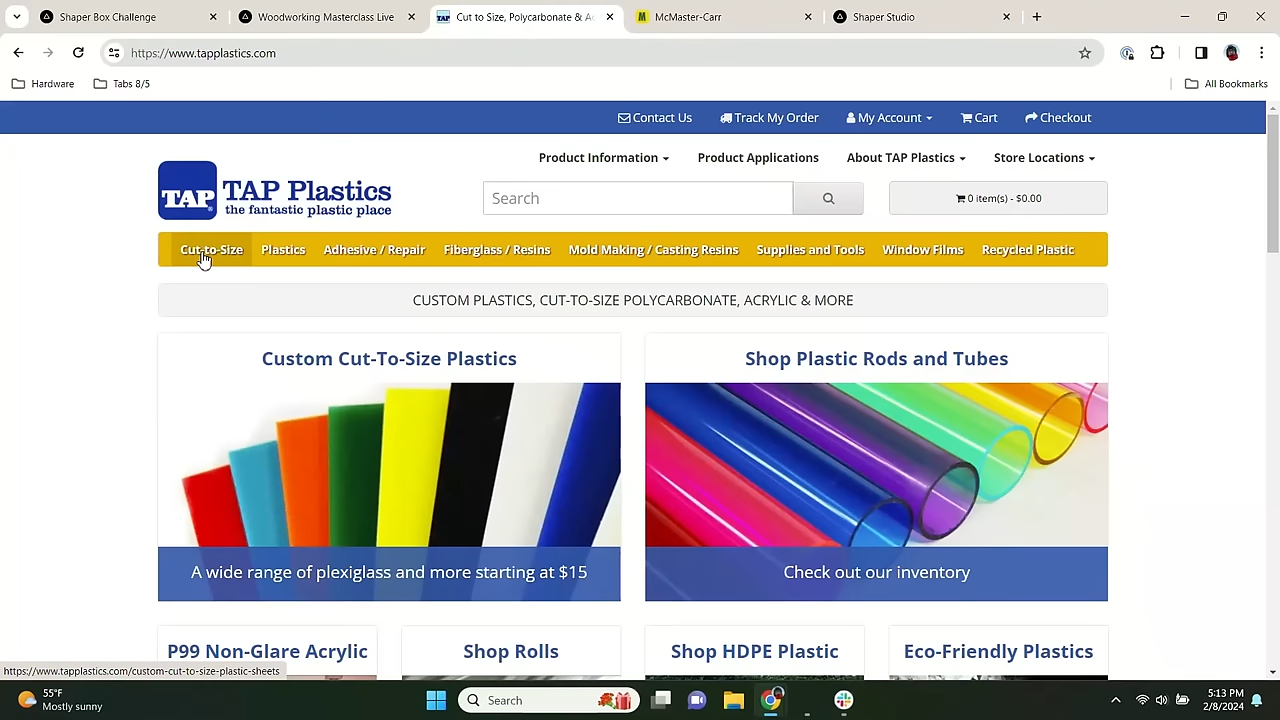 Shaper Box Challenge
Woodworking Masterclass Live
Cut to Size, Polycarbonate & Ac
McMaster-Carr
Shaper Studio
https://www.tapplastics.com
Hardware
Tabs 8/5
All Bookmarks
Contact Us
Track My Order
My Account
Cart
Checkout
Product Information
Product Applications
About TAP Plastics
Store Locations
TAP
TAP Plastics
the fantastic plastic place
Search
0 item(s) - $0.00
Cut-to-Size
Plastics
Adhesive / Repair
Fiberglass / Resins
Mold Making / Casting Resins
Supplies and Tools
Window Films
Recycled Plastic
CUSTOM PLASTICS, CUT-TO-SIZE POLYCARBONATE, ACRYLIC & MORE
Custom Cut-To-Size Plastics
Shop Plastic Rods and Tubes
A wide range of plexiglass and more starting at $15
Check out our inventory
P99 Non-Glare Acrylic
Shop Rolls
Shop HDPE Plastic
Eco-Friendly Plastics
https://www.tapplastics.com/custom-cut-to-size-plastic-sheets
55°F
Mostly sunny
Search
5:13 PM
2/8/2024